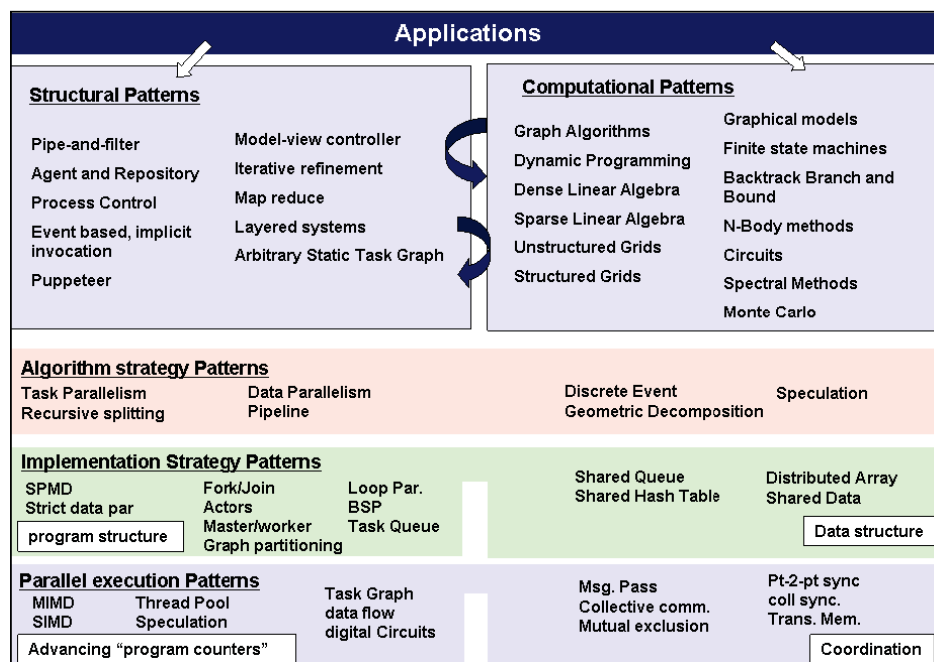 Applications
Structural Patterns
Pipe-and-filter
Agent and Repository
Process Control
Event based, implicit
invocation
Puppeteer
Model-view controller
Iterative refinement
Map reduce
Layered systems
Arbitrary Static Task Graph
Computational Patterns
Graph Algorithms
Dynamic Programming
Dense Linear Algebra
Sparse Linear Algebra
Unstructured Grids
Structured Grids
Graphical models
Finite state machines
Backtrack Branch and
Bound
N-Body methods
Circuits
Spectral Methods
Monte Carlo
Algorithm strategy Patterns
Task Parallelism
Recursive splitting
Data Parallelism
Pipeline
Discrete Event
Geometric Decomposition
Speculation
Implementation Strategy Patterns
SPMD
Strict data par
program structure
Fork/Join
Actors
Master/worker
Graph partitioning
Loop Par.
BSP
Task Queue
Shared Queue
Shared Hash Table
Distributed Array
Shared Data
Data structure
Parallel execution Patterns
MIMD
SIMD
Thread Pool
Speculation
Advancing “program counters”
Task Graph
data flow
digital Circuits
Msg. Pass
Collective comm.
Mutual exclusion
Pt-2-pt sync
coll sync.
Trans. Mem.
Coordination